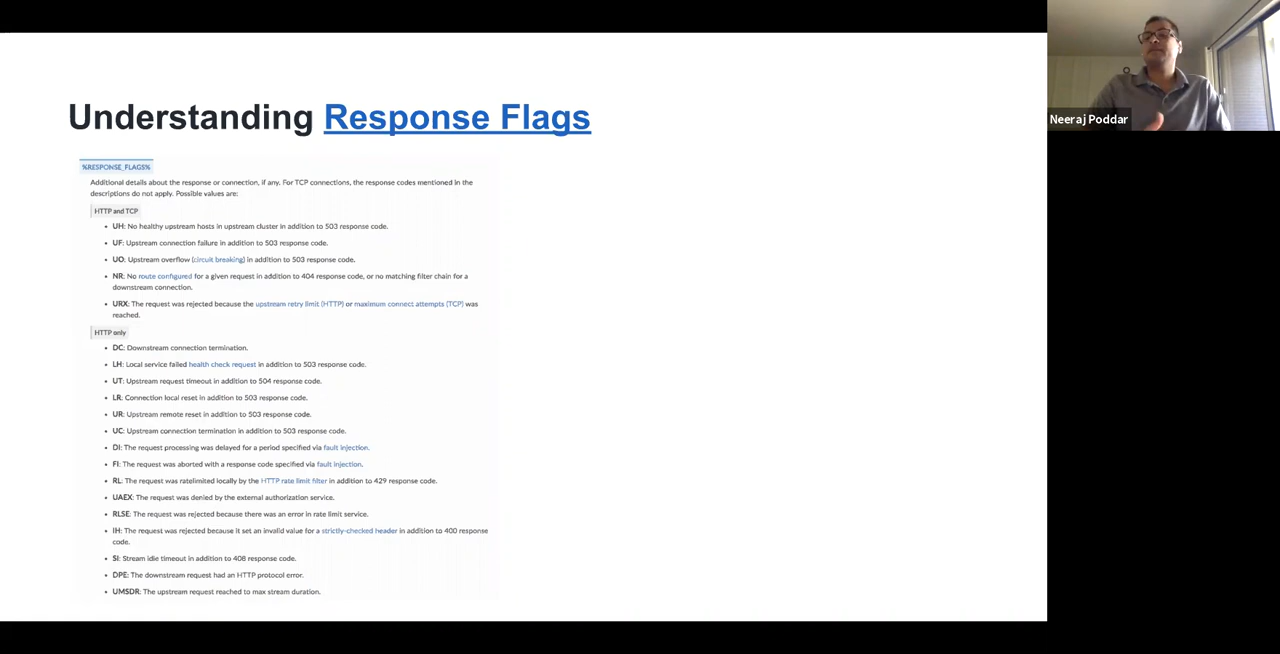 Understanding Response Flags
%RESPONSE_FLAGS%
Additional details about the response or connection, if any. For TCP connections, the response codes mentioned in the
descriptions do not apply. Possible values are:
HTTP and TCP
• UH: No healthy upstream hosts in upstream cluster in addition to 503 response code.
• UF: Upstream connection failure in addition to 503 response code.
• UO: Upstream overflow (circuit breaking) in addition to 503 response code.
• NR: No route configured for a given request in addition to 404 response code, or no matching filter chain for a
downstream connection.
• URX: The request was rejected because the upstream retry limit (HTTP) or maximum connect attempts (TCP) was
reached.
HTTP only
• DC: Downstream connection termination.
• LH: Local service failed health check request in addition to 503 response code.
• UT: Upstream request timeout in addition to 504 response code.
• LR: Connection local reset in addition to 503 response code.
• UR: Upstream remote reset in addition to 503 response code.
• UC: Upstream connection termination in addition to 503 response code.
• DI: The request processing was delayed for a period specified via fault injection.
• FI: The request was aborted with a response code specified via fault injection.
• RL: The request was ratelimited locally by the HTTP rate limit filter in addition to 429 response code.
• UAEX: The request was denied by the external authorization service.
• RLSE: The request was rejected because there was an error in rate limit service.
• IH: The request was rejected because it set an invalid value for a strictly-checked header in addition to 400 response
code.
• SI: Stream idle timeout in addition to 408 response code.
• DPE: The downstream request had an HTTP protocol error.
• UMSDR: The upstream request reached to max stream duration.
Neeraj Poddar